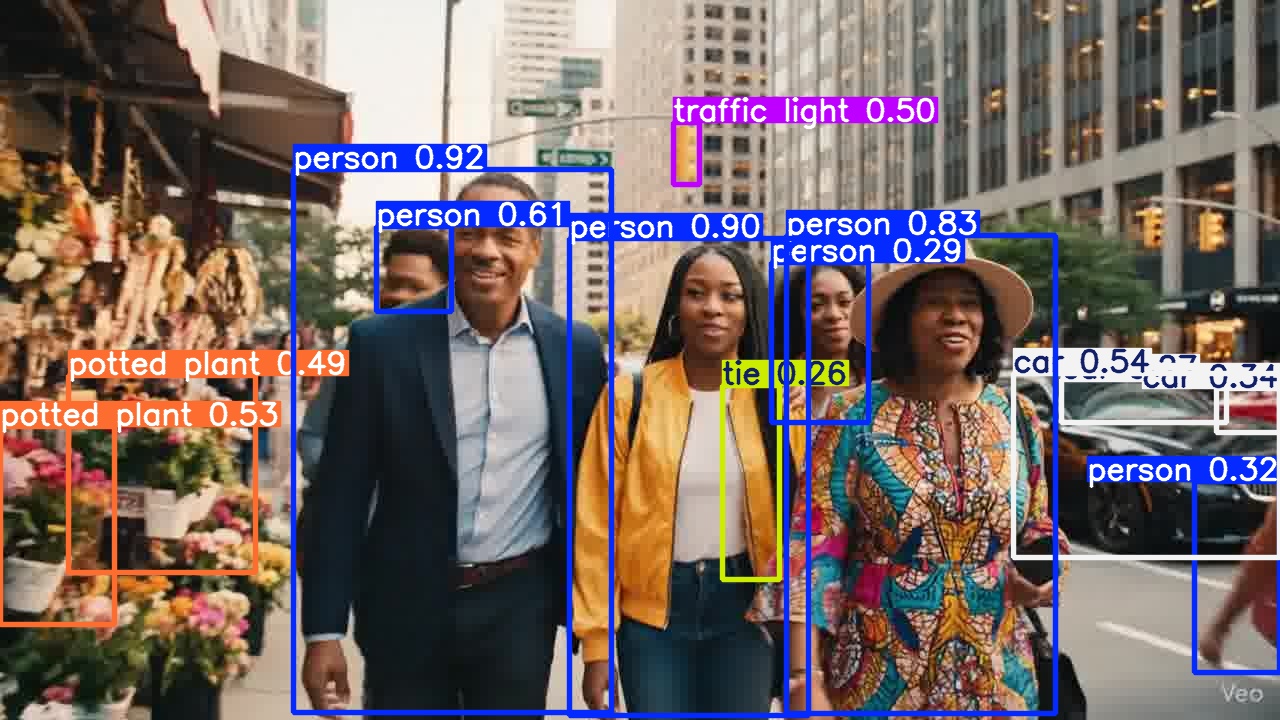 traffic light 0.50
person 0.92
person 0.61
person 0.90
person 0.83
person 0.29
potted plant 0.49
tie 0.26
car 0.54
car 0.34
potted plant 0.53
person 0.32
Veo